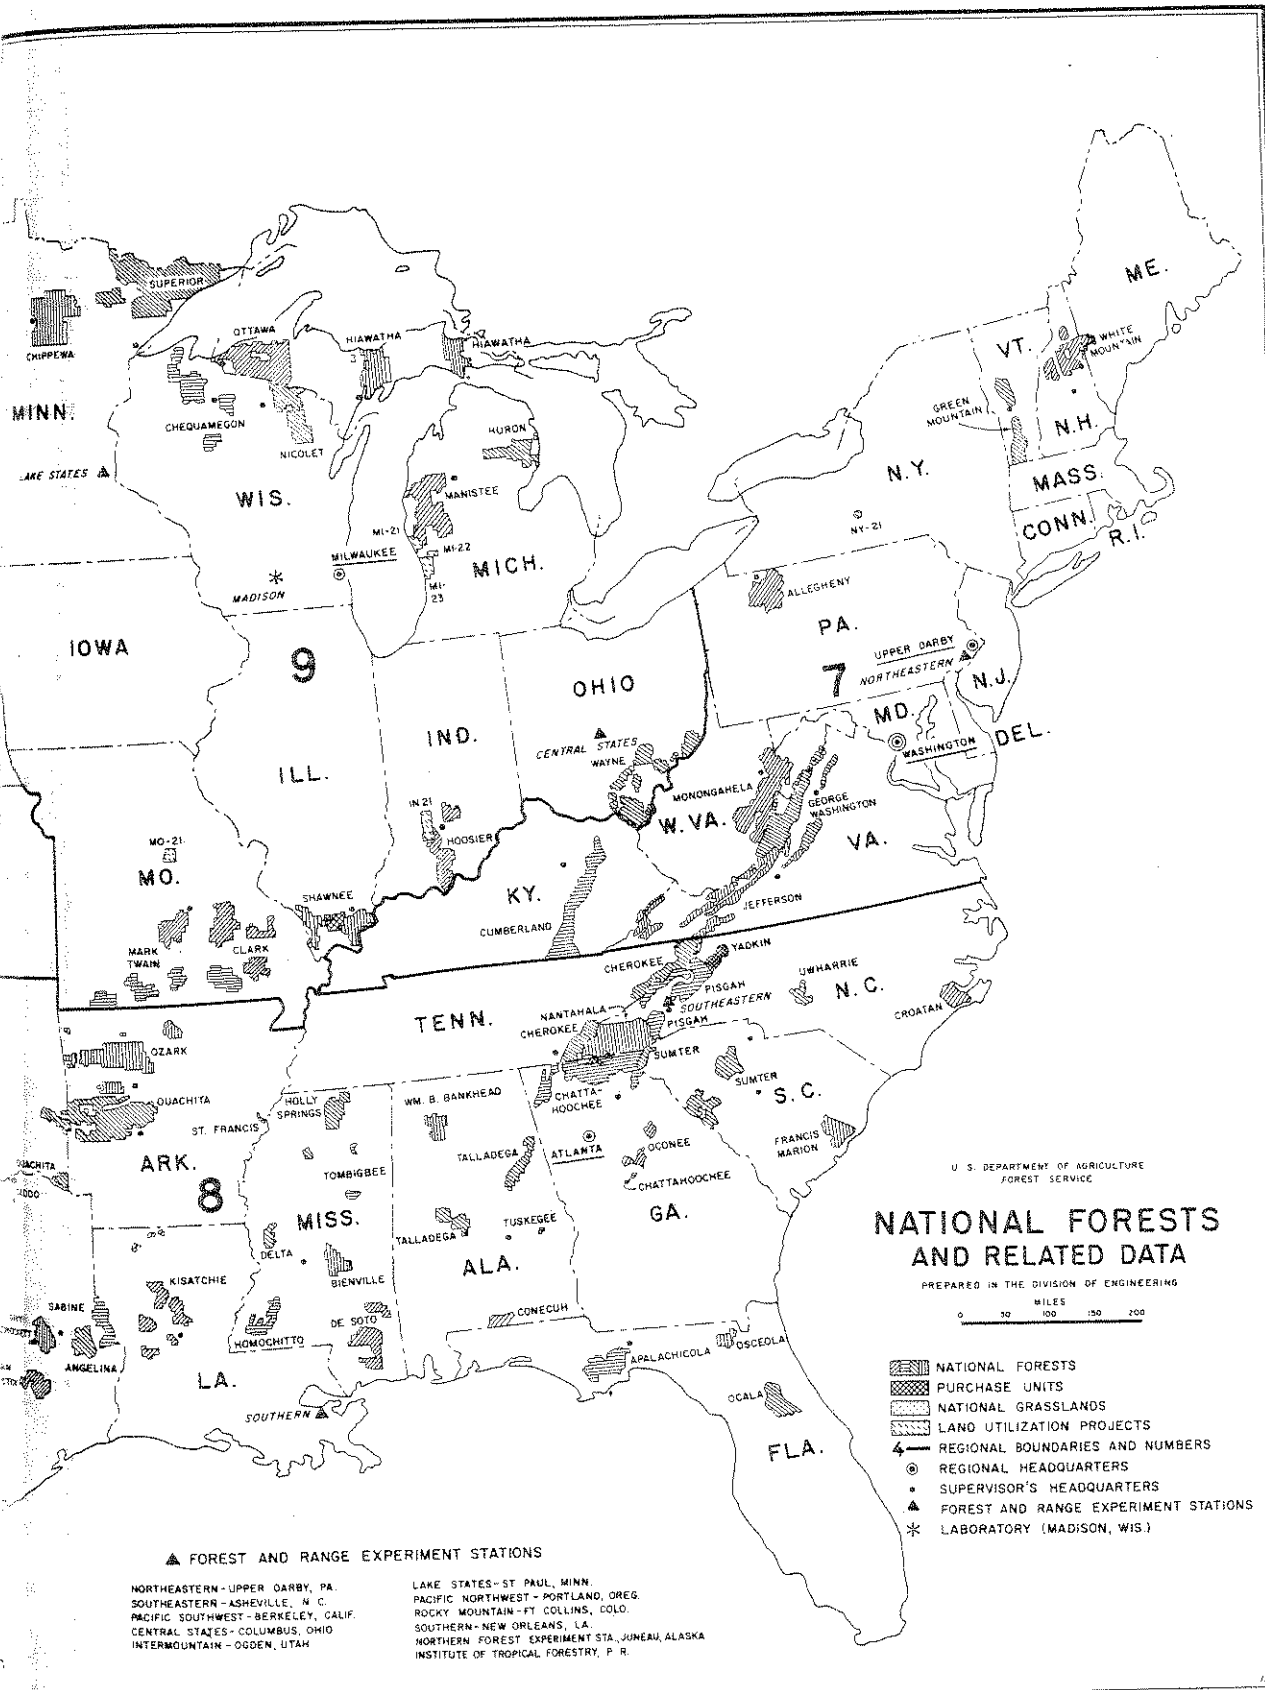 ME.
SUPERIOR
CHIPPEWA
OTTAWA
HIAWATHA
HIAWATHA
VT.
WHITE
MOUNTAIN
MINN.
CHEQUAMEGON
NICOLET
HURON
GREEN
MOUNTAIN
N.H.
LAKE STATES
WIS.
MANISTEE
N.Y.
MASS.
MI-21
MI-22
MI-
23
MILWAUKEE
MICH.
NY-21
CONN.
R.I.
MADISON
ALLEGHENY
IOWA
9
PA.
UPPER DARBY
NORTHEASTERN
7
OHIO
N.J.
IND.
MD.
DEL.
CENTRAL STATES
WAYNE
WASHINGTON
ILL.
MONONGAHELA
GEORGE
WASHINGTON
IN 21
HOOSIER
W. VA.
VA.
MO-21
MO.
SHAWNEE
KY.
JEFFERSON
CUMBERLAND
MARK
TWAIN
CLARK
CHEROKEE
YADKIN
UWHARRIE
PISGAH
SOUTHEASTERN
N.C.
CROATAN
TENN.
NANTAHALA
CHEROKEE
PISGAH
OZARK
SUMTER
SUMTER
S.C.
OUACHITA
HOLLY
SPRINGS
WM. B. BANKHEAD
CHATTA-
HOOCHEE
ST. FRANCIS
FRANCIS
MARION
ARK.
8
TOMBIGBEE
TALLADEGA
ATLANTA
OCONEE
CHATTAHOOCHEE
GA.
MISS.
TUSKEGEE
TALLADEGA
DELTA
ALA.
BIENVILLE
KISATCHIE
SABINE
ANGELINA
HOMOCHITTO
DE SOTO
CONECUH
APALACHICOLA
OSCEOLA
LA.
SOUTHERN
OCALA
FLA.
U. S. DEPARTMENT OF AGRICULTURE
FOREST SERVICE
NATIONAL FORESTS
AND RELATED DATA
PREPARED IN THE DIVISION OF ENGINEERING
MILES
0 50 100 150 200
NATIONAL FORESTS
PURCHASE UNITS
NATIONAL GRASSLANDS
LAND UTILIZATION PROJECTS
4 REGIONAL BOUNDARIES AND NUMBERS
REGIONAL HEADQUARTERS
SUPERVISOR'S HEADQUARTERS
FOREST AND RANGE EXPERIMENT STATIONS
LABORATORY (MADISON, WIS.)
FOREST AND RANGE EXPERIMENT STATIONS
NORTHEASTERN - UPPER DARBY, PA.
SOUTHEASTERN - ASHEVILLE, N. C.
PACIFIC SOUTHWEST - BERKELEY, CALIF.
CENTRAL STATES - COLUMBUS, OHIO
INTERMOUNTAIN - OGDEN, UTAH
LAKE STATES - ST PAUL, MINN.
PACIFIC NORTHWEST - PORTLAND, OREG.
ROCKY MOUNTAIN - FT COLLINS, COLO.
SOUTHERN - NEW ORLEANS, LA.
NORTHERN FOREST EXPERIMENT STA., JUNEAU, ALASKA
INSTITUTE OF TROPICAL FORESTRY, P. R.